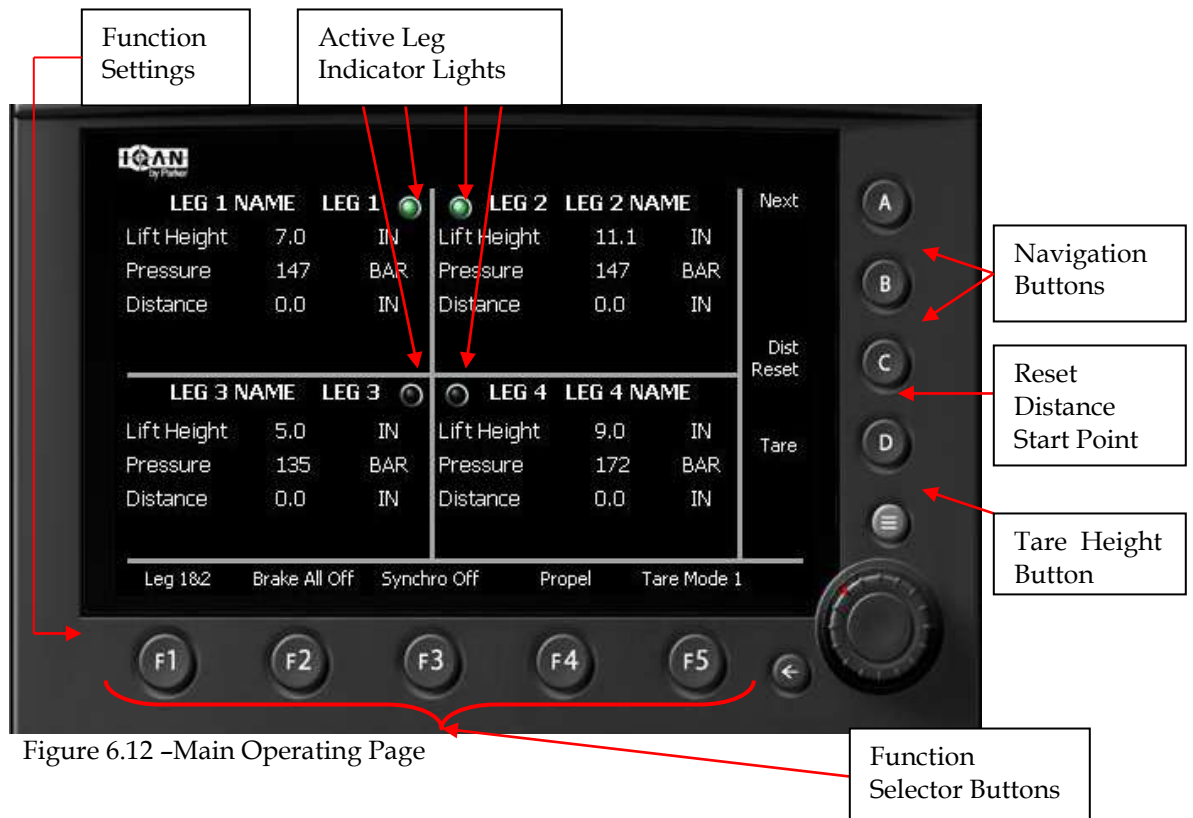 Function
Settings
Active Leg
Indicator Lights
IQAN
by Parker
LEG 1 NAME LEG 1
LEG 2 LEG 2 NAME
Next
Lift Height 7.0 IN
Lift Height 11.1 IN
Pressure 147 BAR
Pressure 147 BAR
Distance 0.0 IN
Distance 0.0 IN
Dist
Reset
LEG 3 NAME LEG 3
LEG 4 LEG 4 NAME
Lift Height 5.0 IN
Lift Height 9.0 IN
Tare
Pressure 135 BAR
Pressure 172 BAR
Distance 0.0 IN
Distance 0.0 IN
Leg 1&2 Brake All Off Synchro Off Propel Tare Mode 1
A
B
C
D
F1 F2 F3 F4 F5
Navigation
Buttons
Reset
Distance
Start Point
Tare Height
Button
Function
Selector Buttons
Figure 6.12 –Main Operating Page